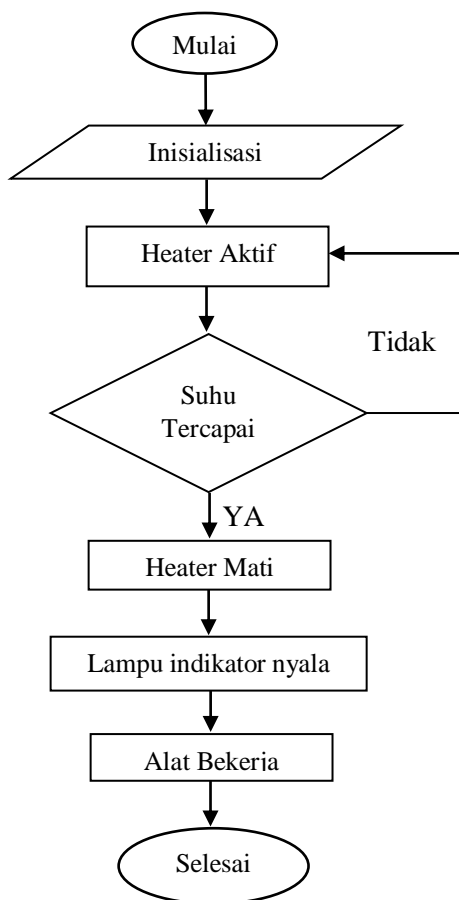 Mulai
Inisialisasi
Heater Aktif
Tidak
Suhu
Tercapai
YA
Heater Mati
Lampu indikator nyala
Alat Bekerja
Selesai